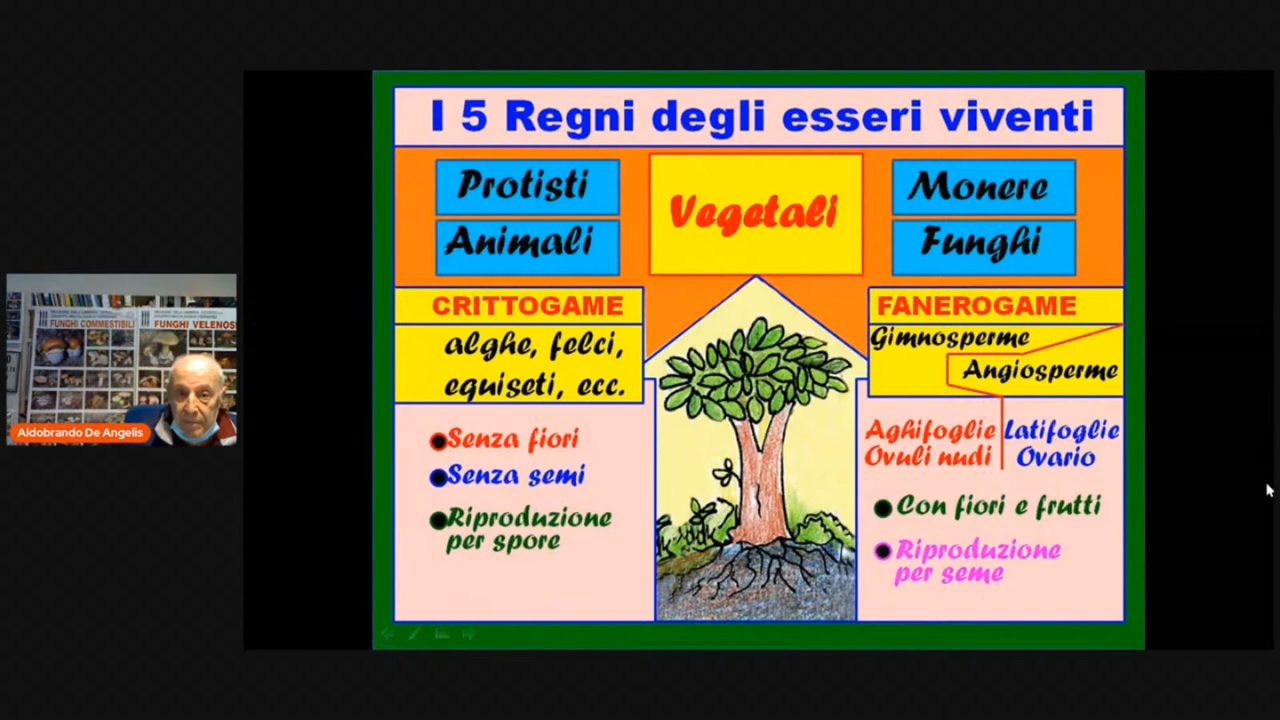 I 5 Regni degli esseri viventi
Protisti
Animali
Vegetali
Monere
Funghi
CRITTOGAME
alghe, felci,
equiseti, ecc.
Senza fiori
Senza semi
Riproduzione
per spore
FANEROGAME
Gimnosperme
Angiosperme
Aghifoglie
Ovuli nudi
Latifoglie
Ovario
Con fiori e frutti
Riproduzione
per seme
FUNGHI COMMESTIBILI
FUNGHI VELENOS
Aldobrando De Angelis